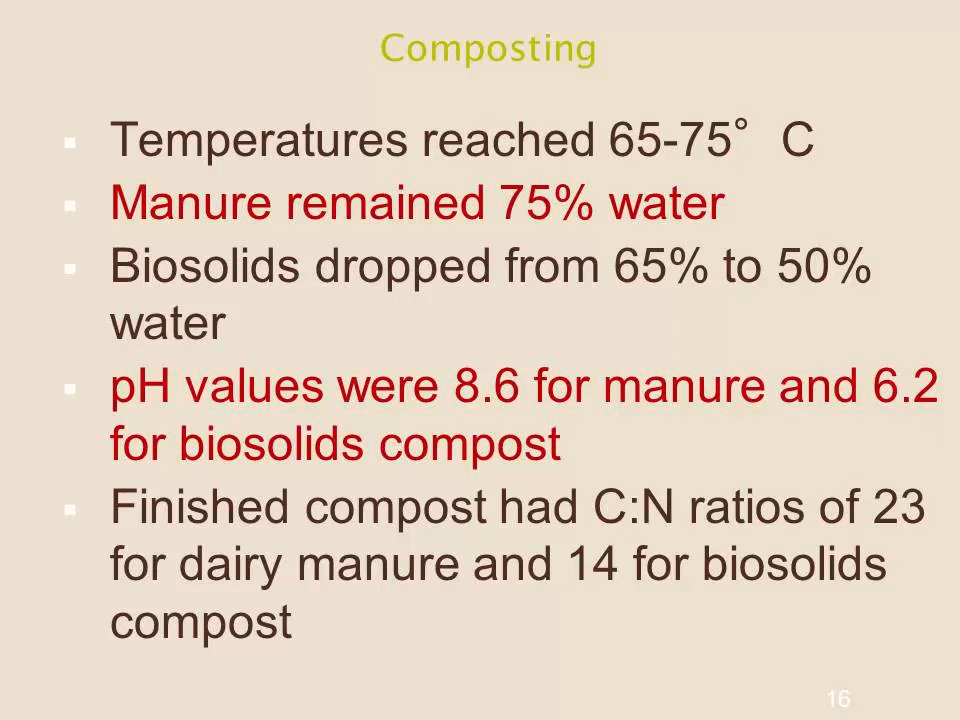 Composting
▪ Temperatures reached 65-75° C
▪ Manure remained 75% water
▪ Biosolids dropped from 65% to 50%
water
▪ pH values were 8.6 for manure and 6.2
for biosolids compost
▪ Finished compost had C:N ratios of 23
for dairy manure and 14 for biosolids
compost
16